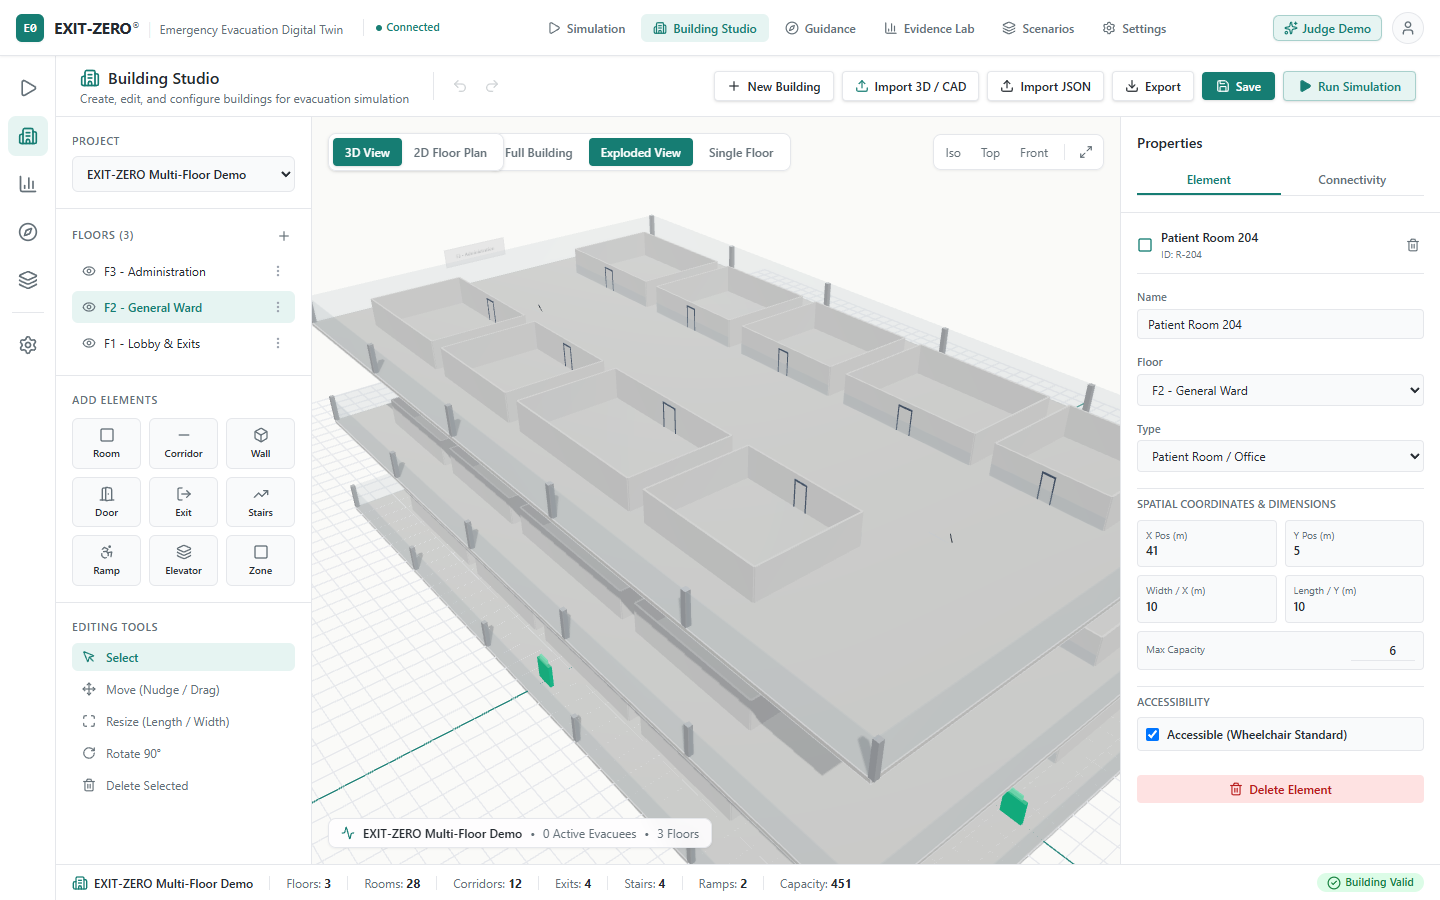 E0 EXIT-ZERO® Emergency Evacuation Digital Twin Connected Simulation Building Studio Guidance Evidence Lab Scenarios Settings Judge Demo
Building Studio
Create, edit, and configure buildings for evacuation simulation
New Building Import 3D / CAD Import JSON Export Save Run Simulation
PROJECT
EXIT-ZERO Multi-Floor Demo
FLOORS (3)
F3 - Administration
F2 - General Ward
F1 - Lobby & Exits
ADD ELEMENTS
Room Corridor Wall
Door Exit Stairs
Ramp Elevator Zone
EDITING TOOLS
Select
Move (Nudge / Drag)
Resize (Length / Width)
Rotate 90°
Delete Selected
3D View 2D Floor Plan Full Building Exploded View Single Floor
Iso Top Front
EXIT-ZERO Multi-Floor Demo • 0 Active Evacuees • 3 Floors
Properties
Element Connectivity
Patient Room 204
ID: R-204
Name
Patient Room 204
Floor
F2 - General Ward
Type
Patient Room / Office
SPATIAL COORDINATES & DIMENSIONS
X Pos (m) Y Pos (m)
41 5
Width / X (m) Length / Y (m)
10 10
Max Capacity 6
ACCESSIBILITY
Accessible (Wheelchair Standard)
Delete Element
EXIT-ZERO Multi-Floor Demo Floors: 3 Rooms: 28 Corridors: 12 Exits: 4 Stairs: 4 Ramps: 2 Capacity: 451 Building Valid